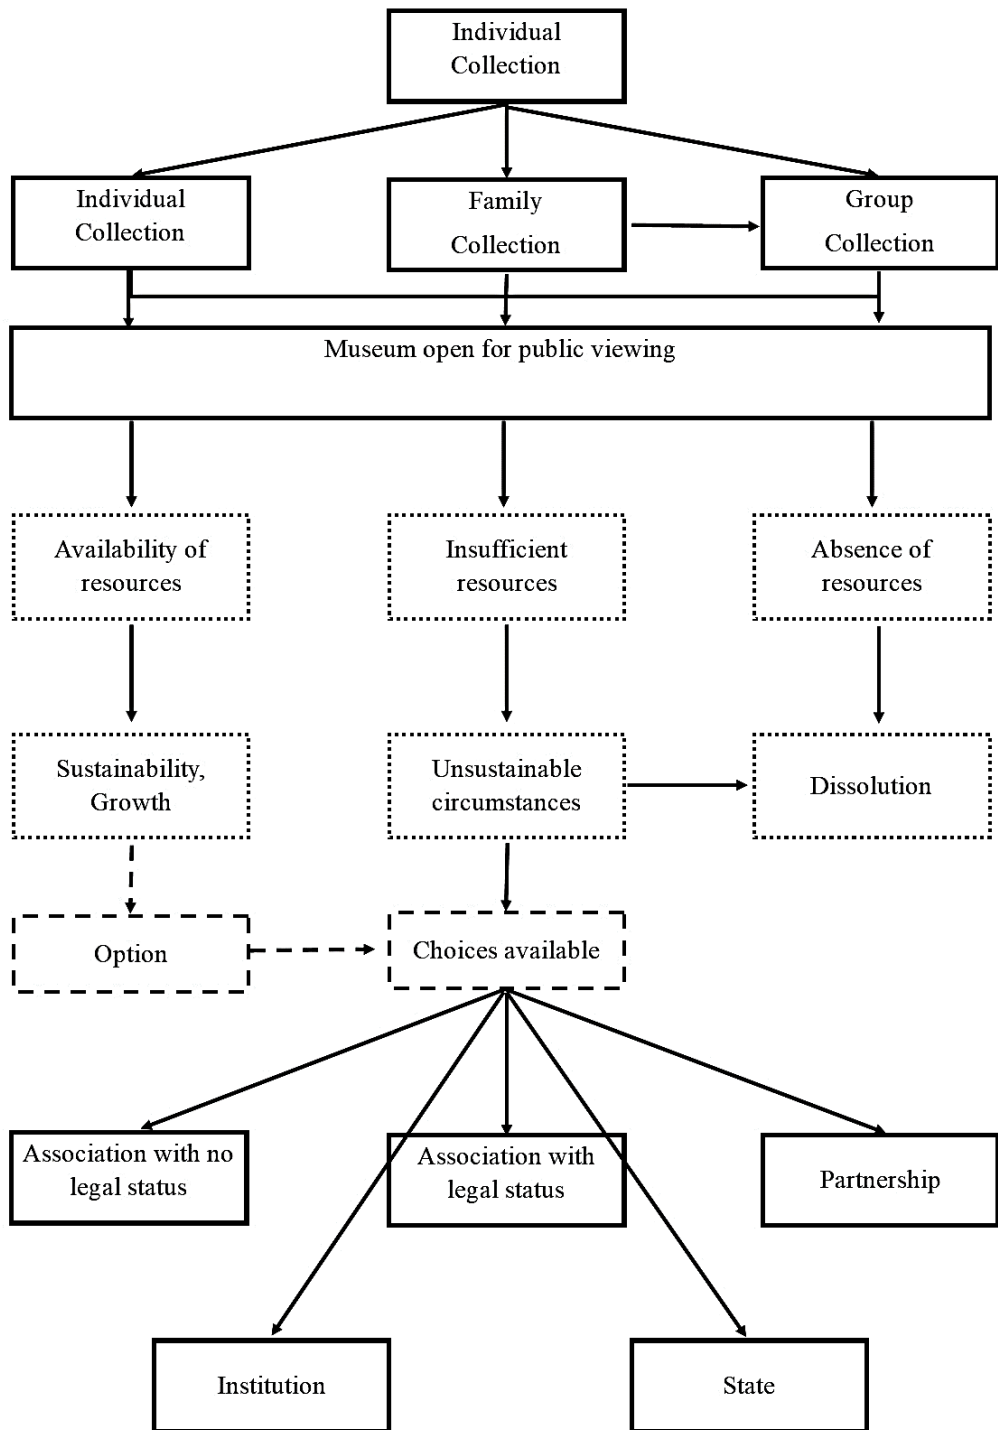 Individual
Collection
Individual
Collection
Family
Collection
Group
Collection
Museum open for public viewing
Availability of
resources
Insufficient
resources
Absence of
resources
Sustainability,
Growth
Unsustainable
circumstances
Dissolution
Option
Choices available
Association with no
legal status
Association with
legal status
Partnership
Institution
State